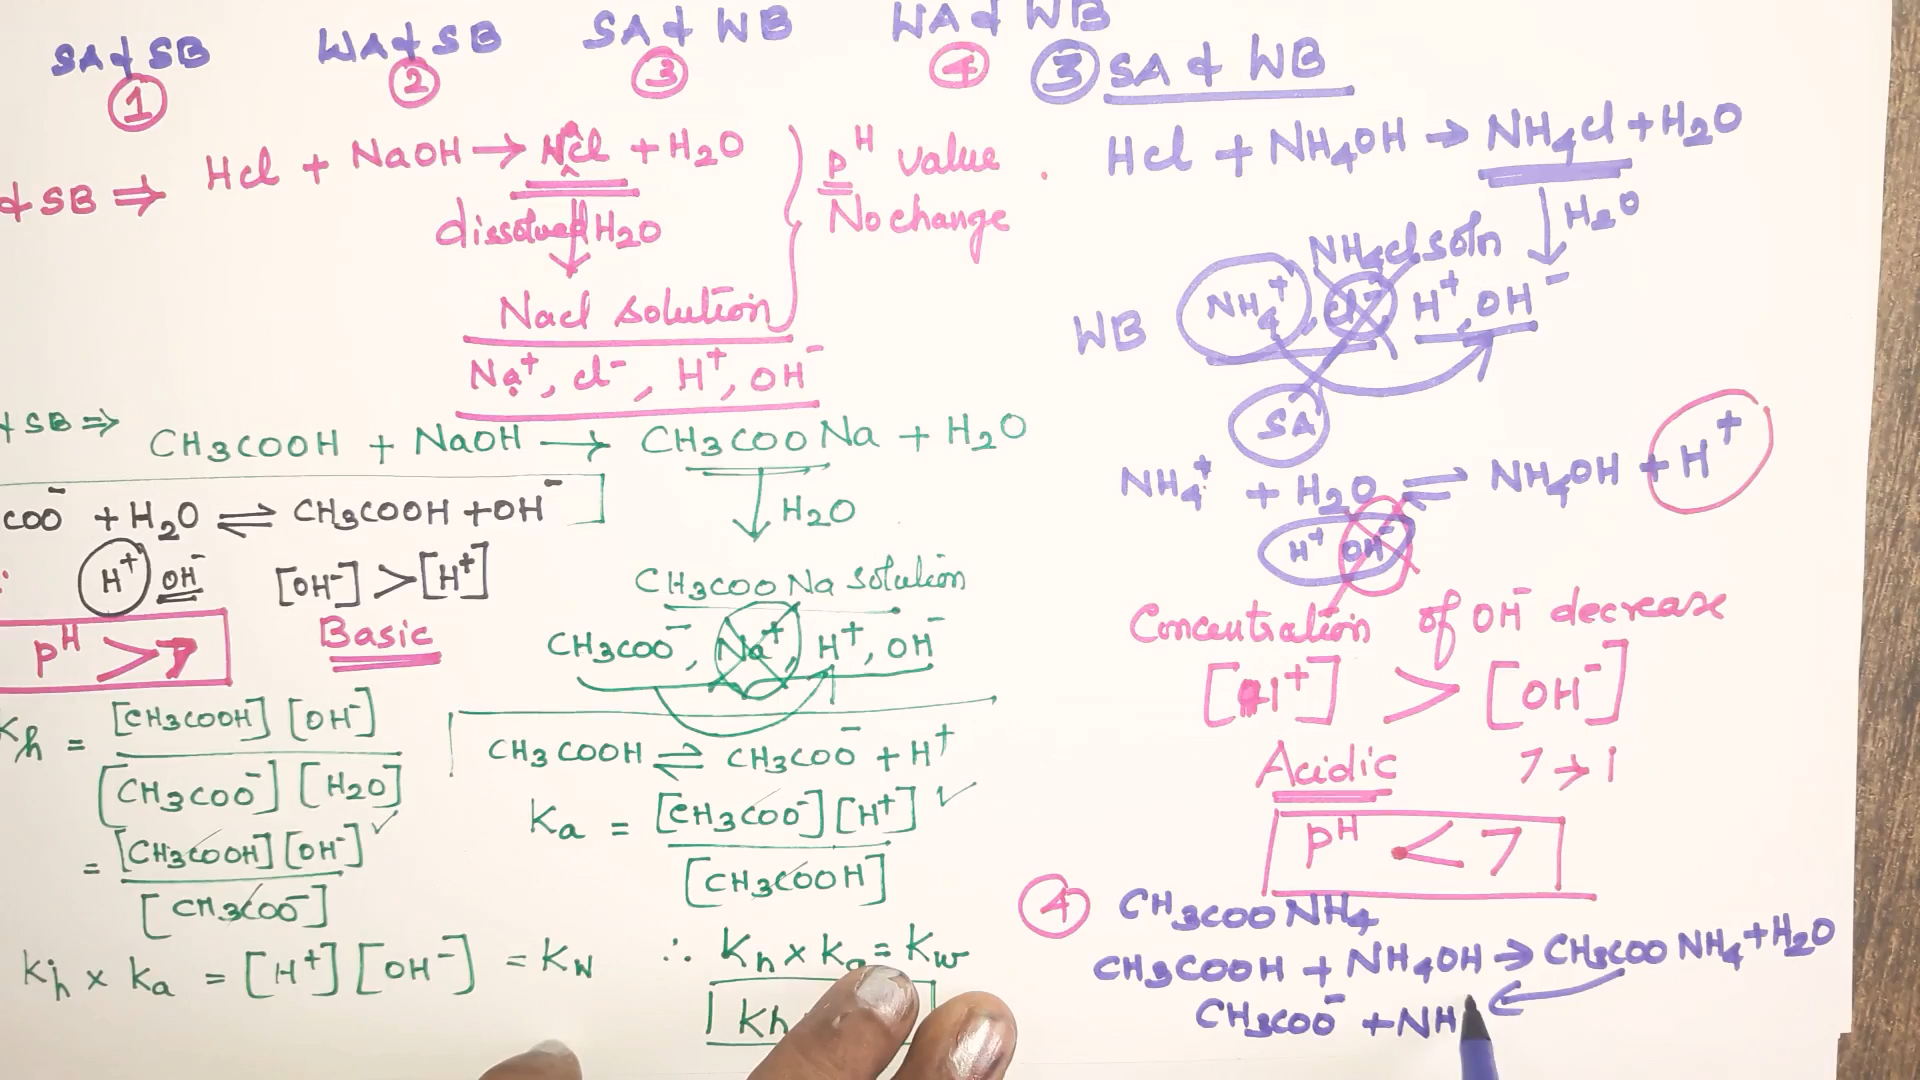 SA & SB WA & SB SA & WB WA & WB
1 2 3 4
& SB ⇒ HCl + NaOH → NaCl + H2O
dissolved H2O
NaCl solution
Na+, Cl-, H+, OH-
pH value
No change
& SB ⇒ CH3COOH + NaOH → CH3COONa + H2O
H2O
COO- + H2O ⇌ CH3COOH + OH-
H+ OH- [OH-] > [H+]
pH > 7 Basic
CH3COONa solution
CH3COO-, Na+, H+, OH-
Kh = [CH3COOH] [OH-]
[CH3COO-] [H2O]
= [CH3COOH] [OH-] ✓
[CH3COO-]
CH3COOH ⇌ CH3COO- + H+
Ka = [CH3COO-] [H+] ✓
[CH3COOH]
Kh × Ka = [H+] [OH-] = Kw
∴ Kh × Ka = Kw
Kh
3 SA & WB
HCl + NH4OH → NH4Cl + H2O
H2O
NH4Cl soln
WB NH4+, Cl- H+, OH-
SA
NH4+ + H2O ⇌ NH4OH + H+
H+ OH-
Concentration of OH- decrease
[H+] > [OH-]
Acidic 7 → 1
pH < 7
4 CH3COONH4
CH3COOH + NH4OH → CH3COONH4 + H2O
CH3COO- + NH